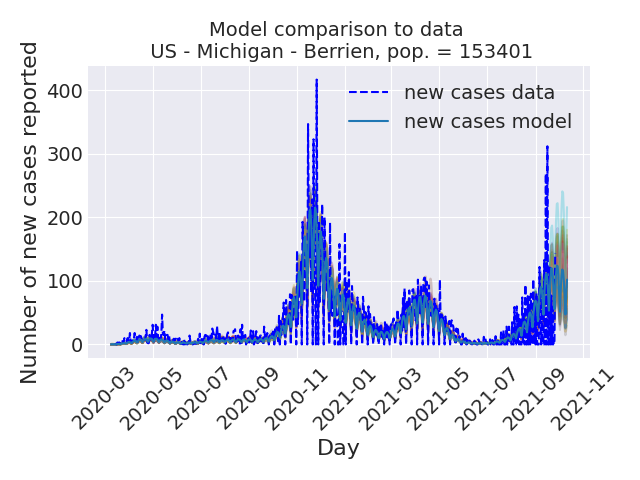 Model comparison to data
US - Michigan - Berrien, pop. = 153401
Number of new cases reported
400
300
200
100
0
new cases data
new cases model
2020-03
2020-05
2020-07
2020-09
2020-11
2021-01
2021-03
2021-05
2021-07
2021-09
2021-11
Day